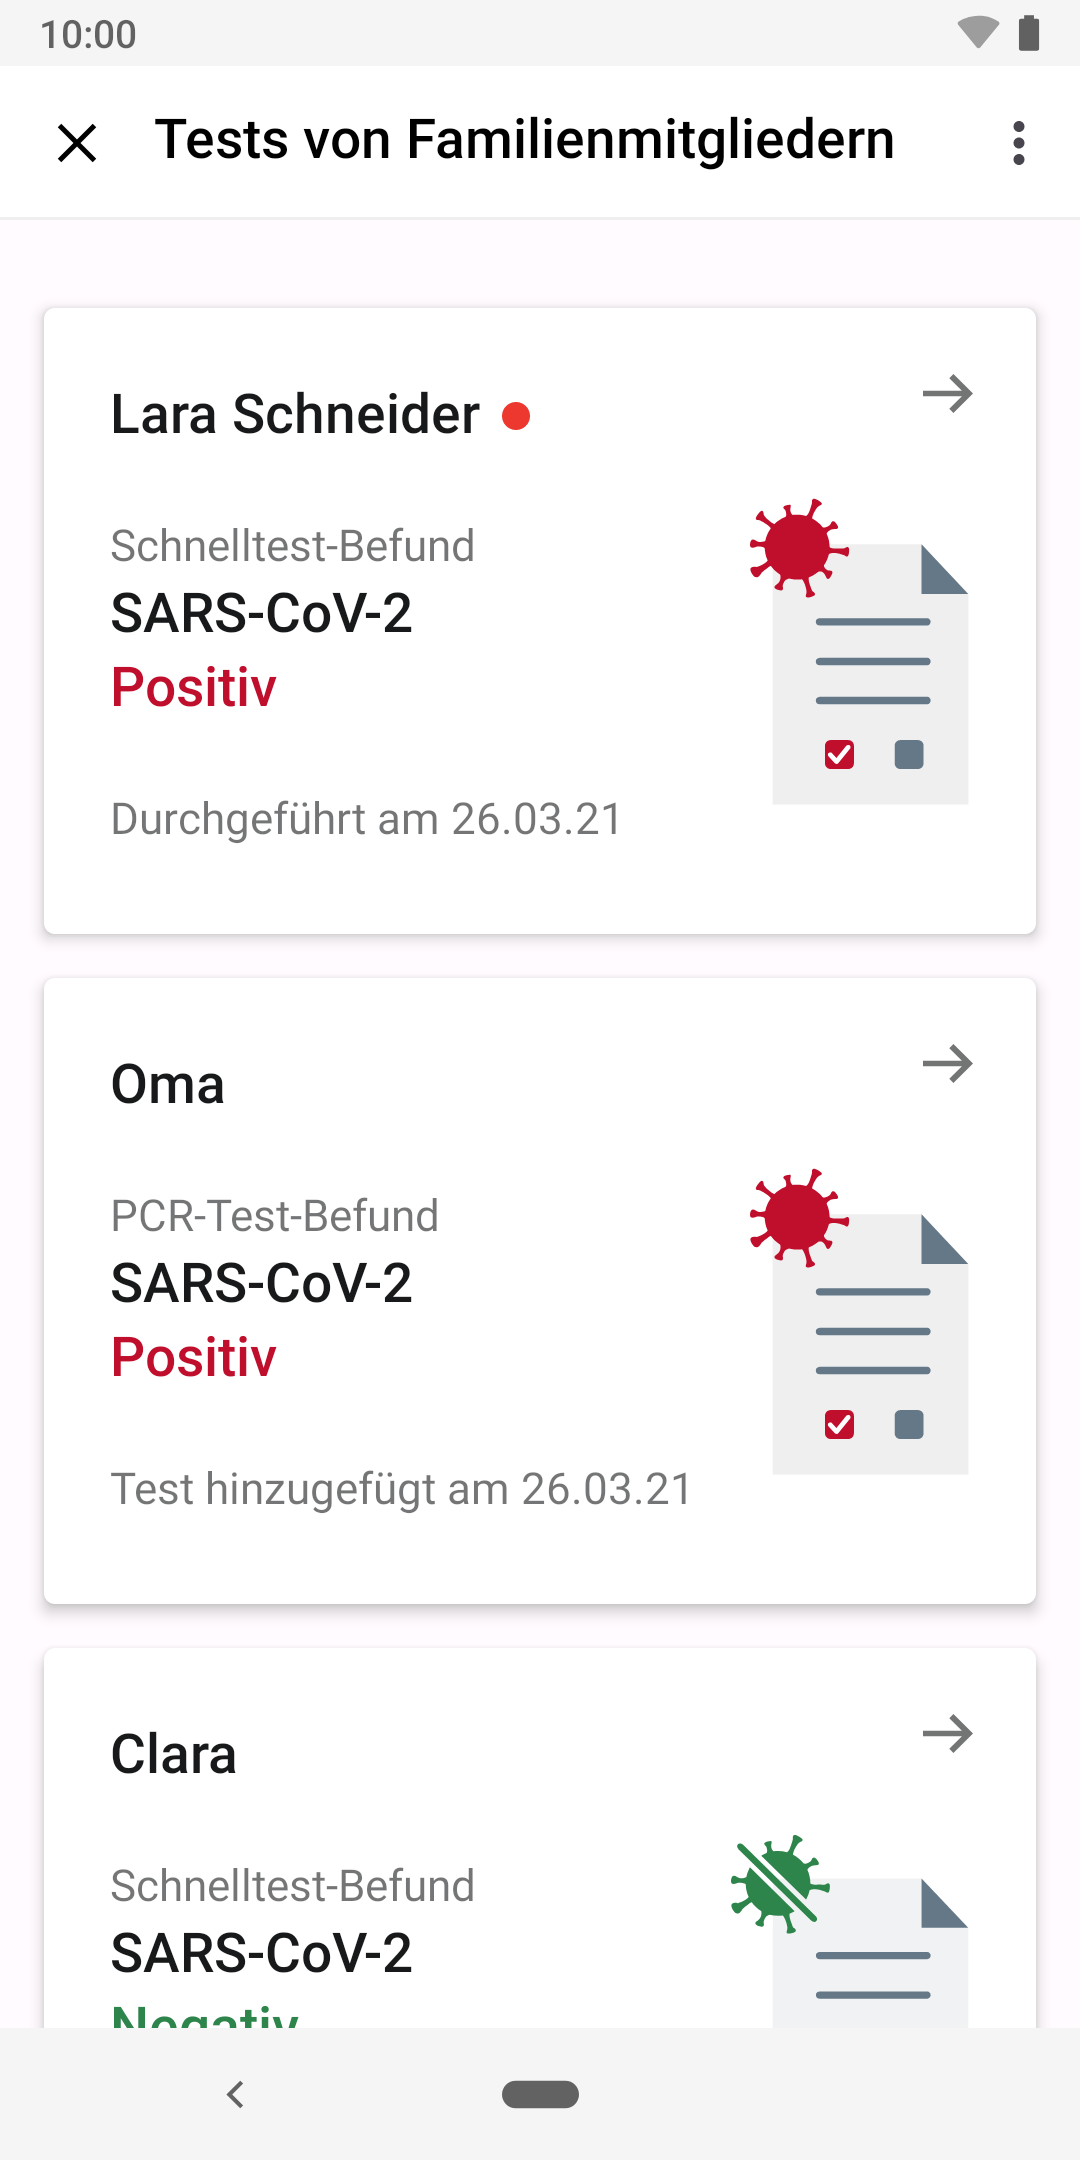 10:00
Tests von Familienmitgliedern
Lara Schneider
Schnelltest-Befund
SARS-CoV-2
Positiv
Durchgeführt am 26.03.21
Oma
PCR-Test-Befund
SARS-CoV-2
Positiv
Test hinzugefügt am 26.03.21
Clara
Schnelltest-Befund
SARS-CoV-2
Negativ